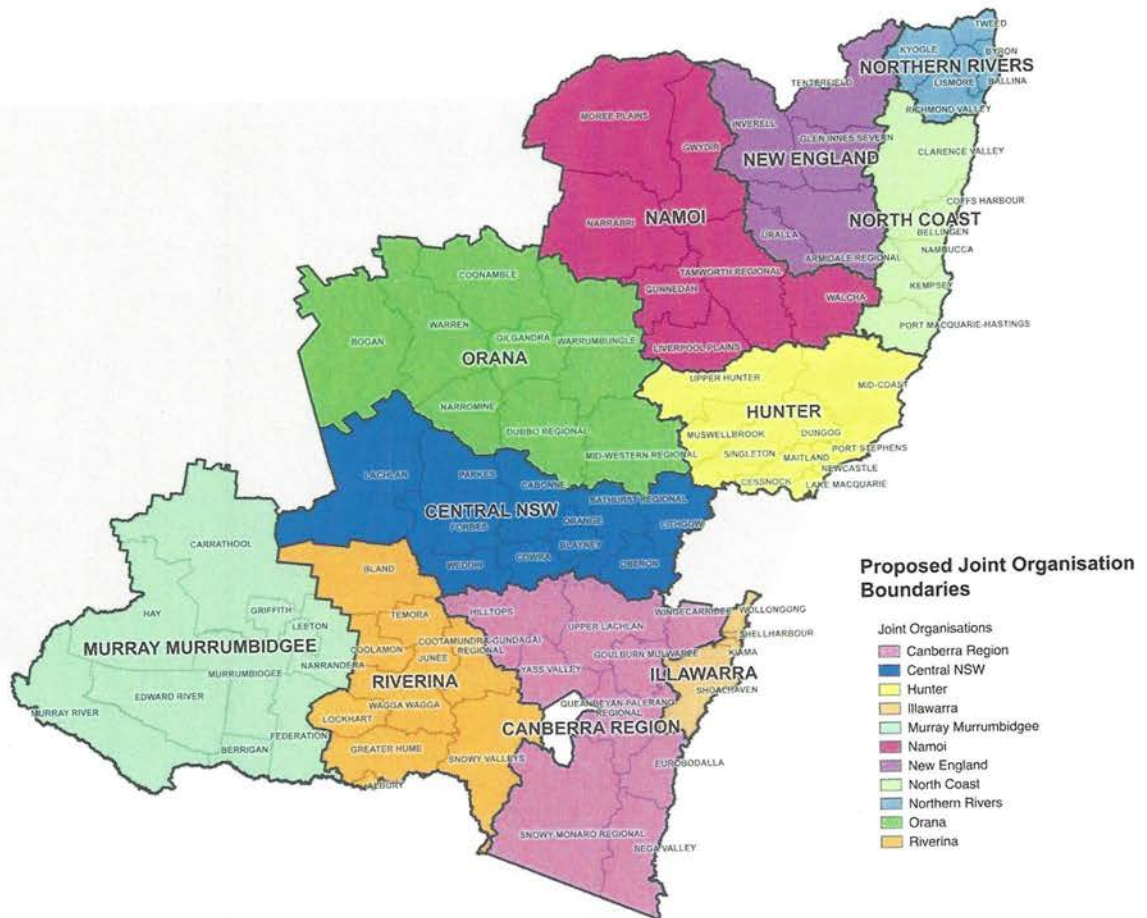 TWEED
KYOGLE
BYRON
NORTHERN RIVERS
TENTERFIELD
LISMORE
BALLINA
RICHMOND VALLEY
MOREE PLAINS
INVERELL
GLEN INNES SEVERN
GWYDIR
NEW ENGLAND
CLARENCE VALLEY
COFFS HARBOUR
NARRABRI
NAMOI
NORTH COAST
URALLA
BELLINGEN
NAMBUCCA
ARMIDALE REGIONAL
COONAMBLE
TAMWORTH REGIONAL
GUNNEDAH
KEMPSEY
WALCHA
WARREN
PORT MACQUARIE-HASTINGS
BOGAN
GILGANDRA
WARRUMBUNGLE
LIVERPOOL PLAINS
ORANA
UPPER HUNTER
MID-COAST
NARROMINE
HUNTER
DUBBO REGIONAL
MUSWELLBROOK
DUNGOG
PORT STEPHENS
MID-WESTERN REGIONAL
SINGLETON
MAITLAND
NEWCASTLE
LACHLAN
PARKES
CABONNE
CESSNOCK
LAKE MACQUARIE
BATHURST REGIONAL
CENTRAL NSW
FORBES
ORANGE
LITHGOW
CARRATHOOL
BLAYNEY
COWRA
WEDDIN
OBERON
BLAND
Proposed Joint Organisation
Boundaries
HAY
GRIFFITH
TEMORA
HILLTOPS
WINGECARRIBEE
WOLLONGONG
LEETON
UPPER LACHLAN
SHELLHARBOUR
Joint Organisations
MURRAY MURRUMBIDGEE
COOLAMON
COOTAMUNDRA-GUNDAGAI
REGIONAL
GOULBURN MULWAREE
KIAMA
Canberra Region
NARRANDERA
JUNEE
YASS VALLEY
ILLAWARRA
Central NSW
MURRUMBIDGEE
RIVERINA
SHOALHAVEN
Hunter
EDWARD RIVER
WAGGA WAGGA
QUEANBEYAN-PALERANG
REGIONAL
Illawarra
MURRAY RIVER
LOCKHART
CANBERRA REGION
Murray Murrumbidgee
FEDERATION
Namoi
BERRIGAN
GREATER HUME
SNOWY VALLEYS
EUROBODALLA
New England
ALBURY
North Coast
Northern Rivers
SNOWY MONARO REGIONAL
Orana
BEGA VALLEY
Riverina